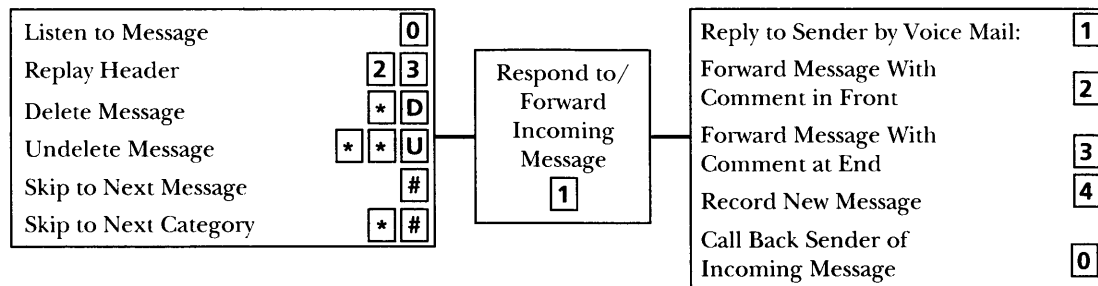 Listen to Message 0
Replay Header 2 3
Delete Message * D
Undelete Message * * U
Skip to Next Message #
Skip to Next Category * #
Respond to/
Forward
Incoming
Message
1
Reply to Sender by Voice Mail: 1
Forward Message With
Comment in Front 2
Forward Message With
Comment at End 3
Record New Message 4
Call Back Sender of
Incoming Message 0